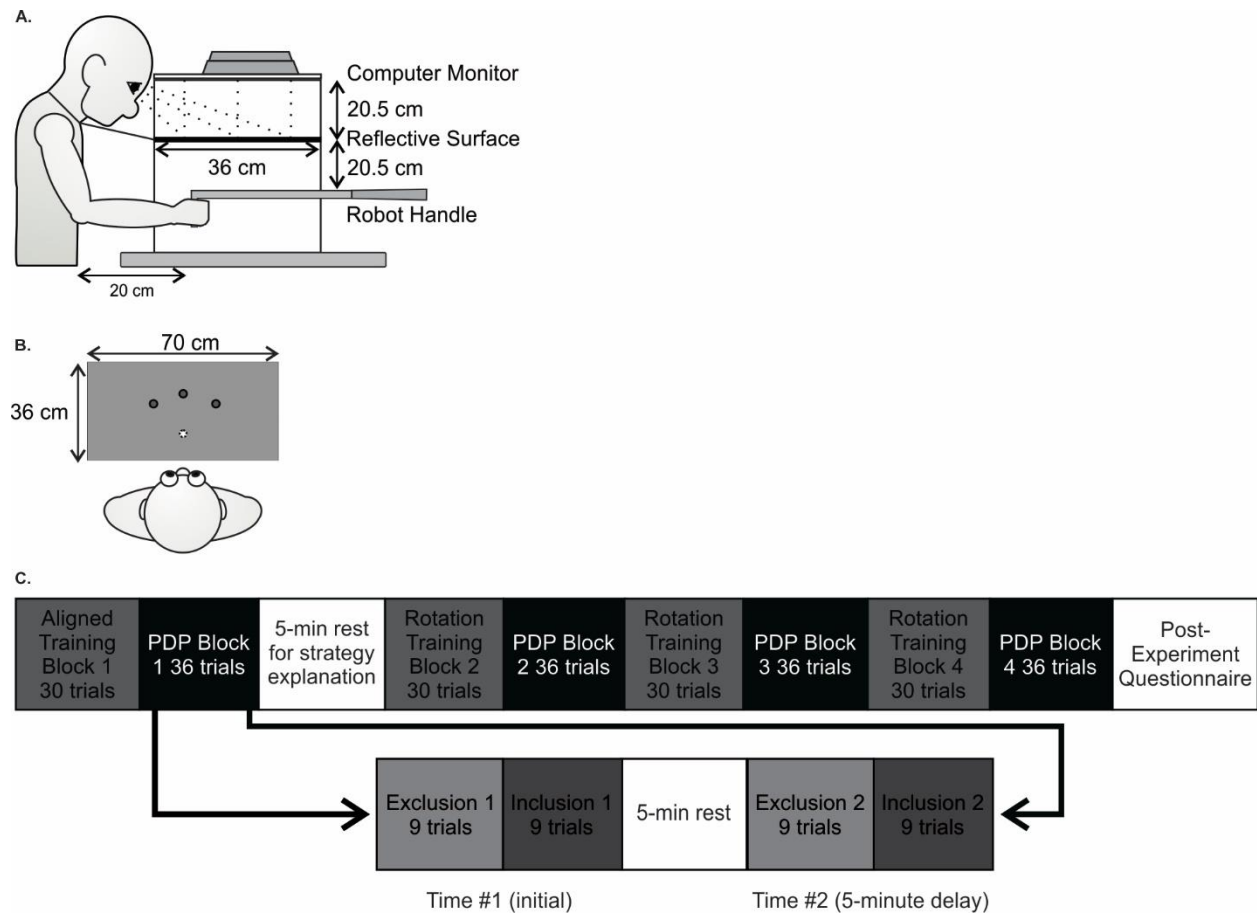 A.
Computer Monitor
20.5 cm
Reflective Surface
36 cm
20.5 cm
Robot Handle
20 cm
B.
70 cm
36 cm
C.
Aligned
Training
Block 1
30 trials
PDP Block
1 36 trials
5-min rest
for strategy
explanation
Rotation
Training
Block 2
30 trials
PDP Block
2 36 trials
Rotation
Training
Block 3
30 trials
PDP Block
3 36 trials
Rotation
Training
Block 4
30 trials
PDP Block
4 36 trials
Post-
Experiment
Questionnaire
Exclusion 1
9 trials
Inclusion 1
9 trials
5-min rest
Exclusion 2
9 trials
Inclusion 2
9 trials
Time #1 (initial)
Time #2 (5-minute delay)